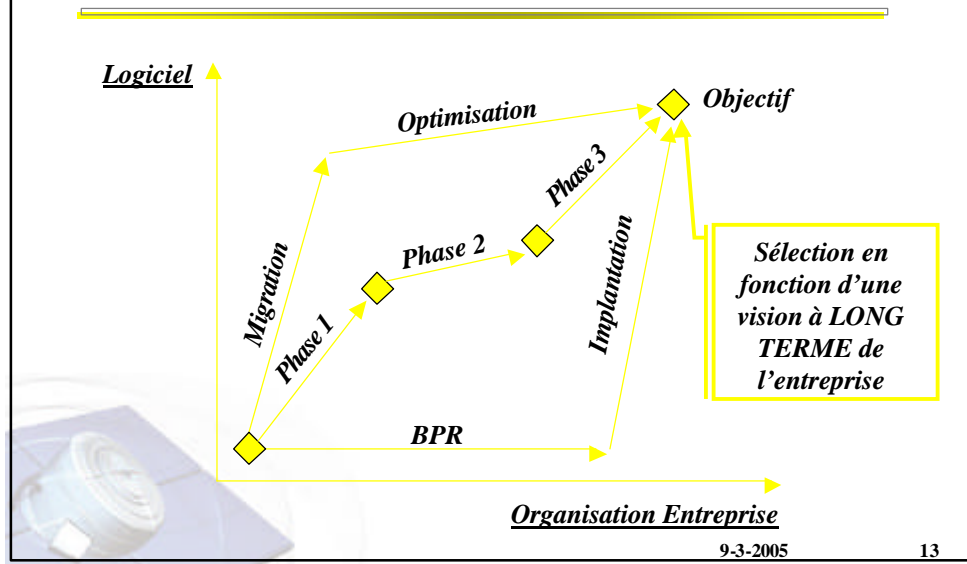 Logiciel
Objectif
Optimisation
Phase 3
Migration
Phase 2
Implantation
Phase 1
Sélection en
fonction d'une
vision à LONG
TERME de
l'entreprise
BPR
Organisation Entreprise
9-3-2005
13